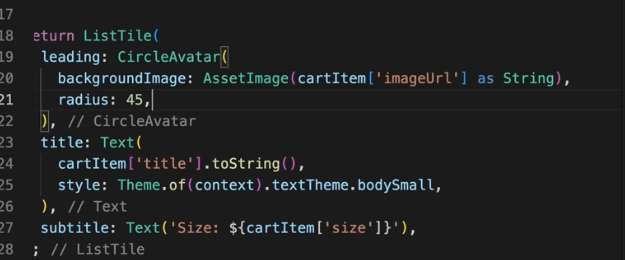 17
18 eturn ListTile(
19 leading: CircleAvatar(
20 backgroundImage: AssetImage(cartItem['imageUrl'] as String),
21 radius: 45,
22 ), // CircleAvatar
23 title: Text(
24 cartItem['title'].toString(),
25 style: Theme.of(context).textTheme.bodySmall,
26 ), // Text
27 subtitle: Text('Size: ${cartItem['size']}'),
28 ; // ListTile